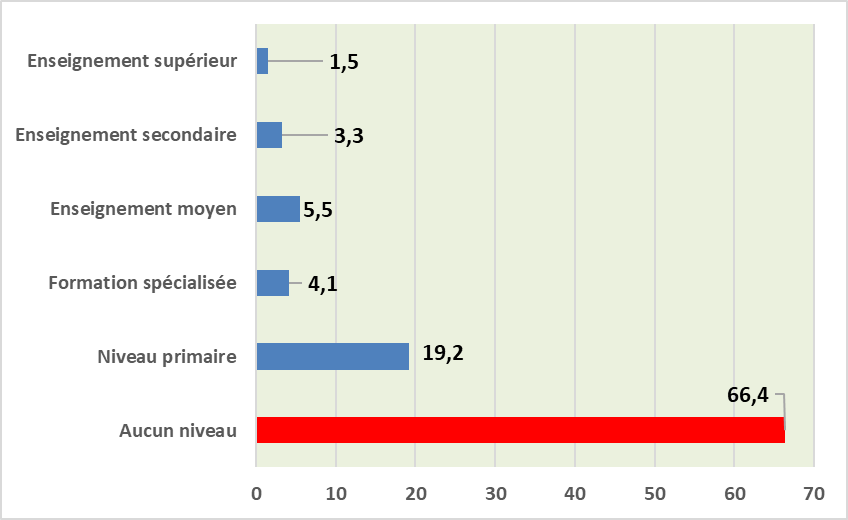 Enseignement supérieur
1,5
Enseignement secondaire
3,3
Enseignement moyen
5,5
Formation spécialisée
4,1
Niveau primaire
19,2
Aucun niveau
66,4
0 10 20 30 40 50 60 70